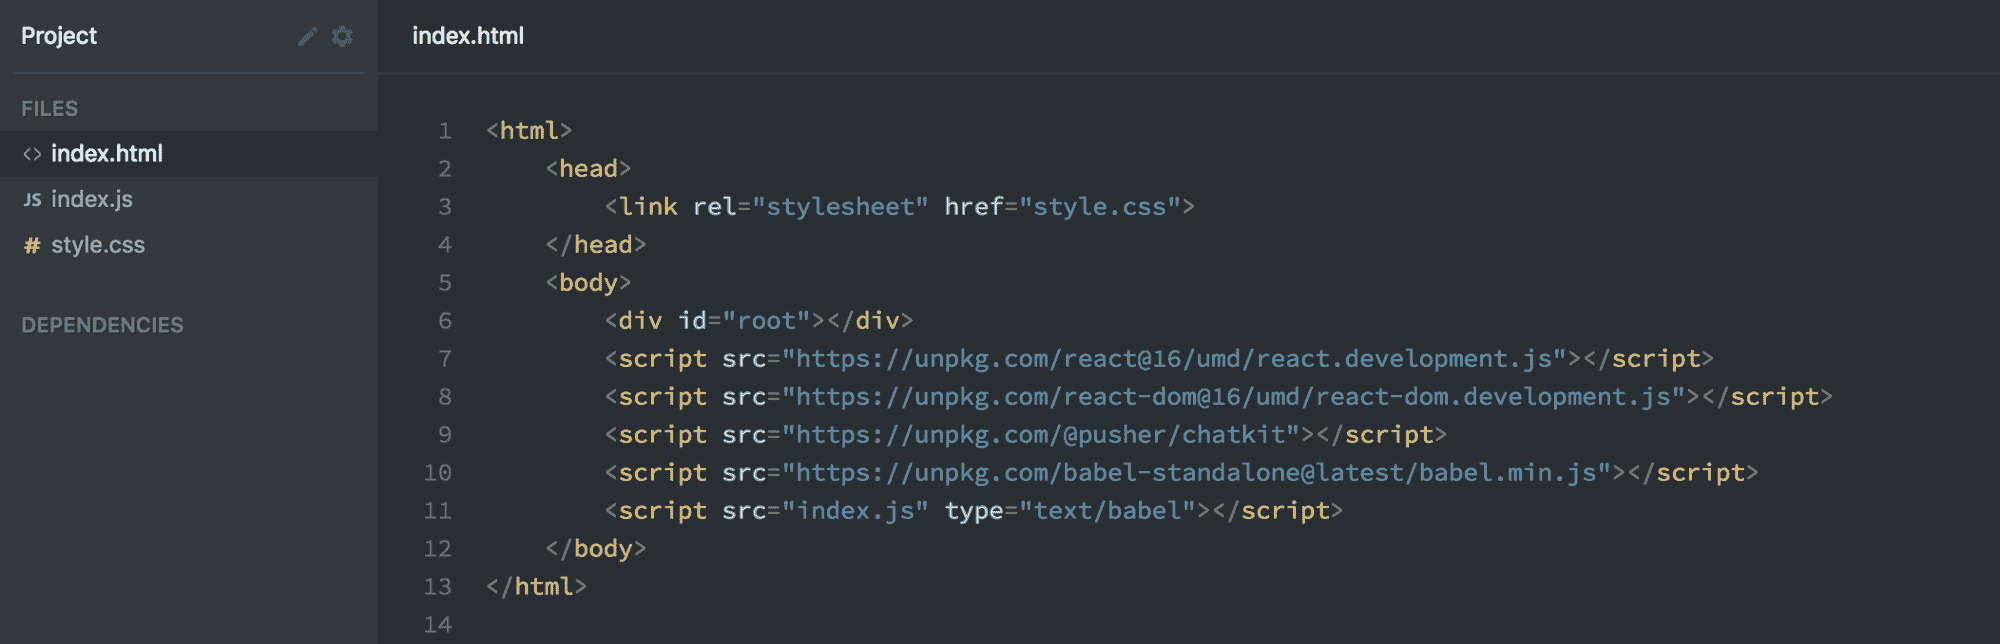 Project
FILES
<> index.html
JS index.js
# style.css
DEPENDENCIES
index.html
1 <html>
2     <head>
3         <link rel="stylesheet" href="style.css">
4     </head>
5     <body>
6         <div id="root"></div>
7         <script src="https://unpkg.com/react@16/umd/react.development.js"></script>
8         <script src="https://unpkg.com/react-dom@16/umd/react-dom.development.js"></script>
9         <script src="https://unpkg.com/@pusher/chatkit"></script>
10         <script src="https://unpkg.com/babel-standalone@latest/babel.min.js"></script>
11         <script src="index.js" type="text/babel"></script>
12     </body>
13 </html>
14